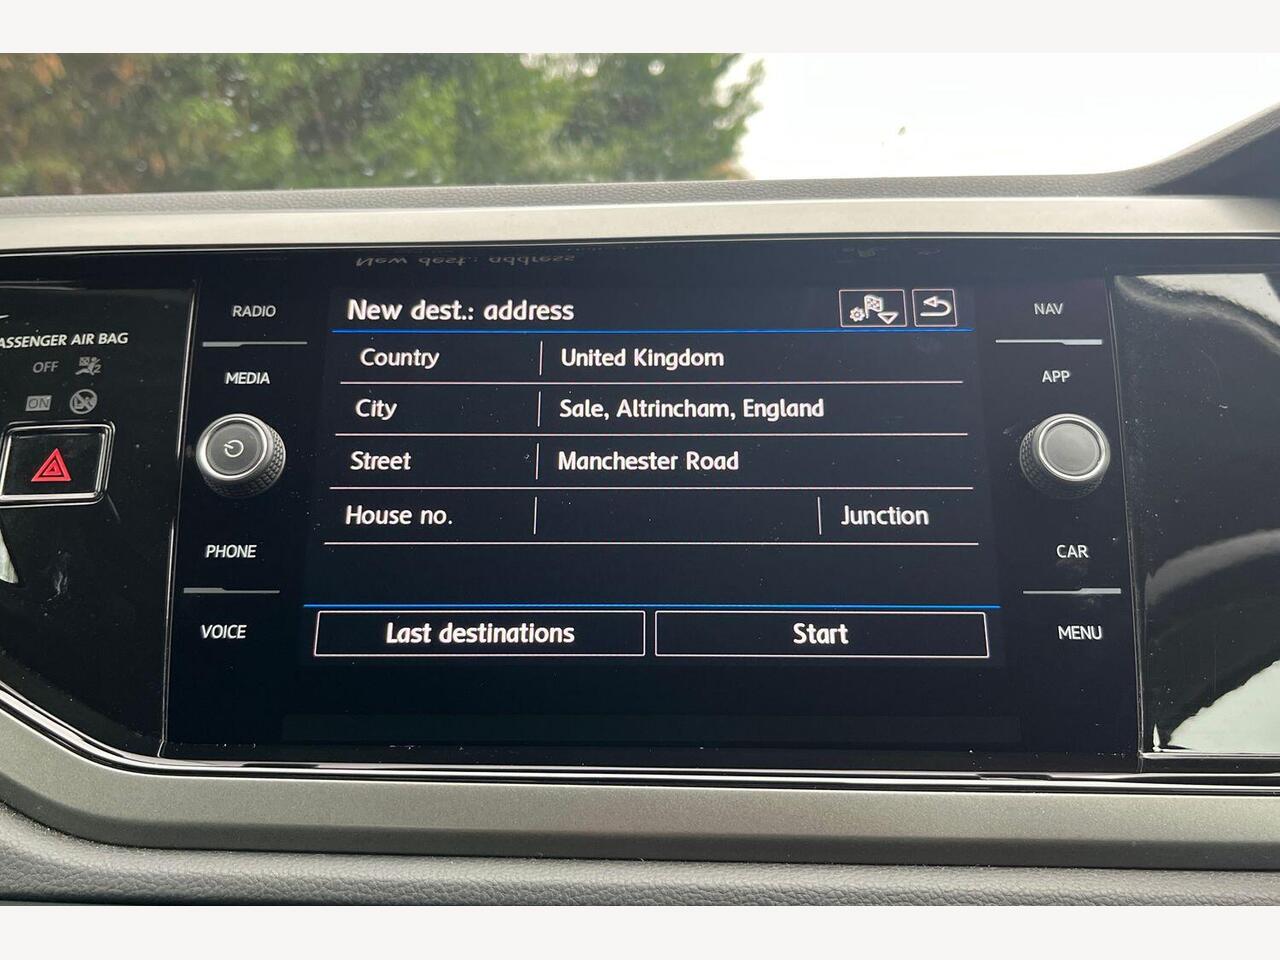 New dest.: address
Country United Kingdom
City Sale, Altrincham, England
Street Manchester Road
House no. Junction
Last destinations Start
RADIO
MEDIA
PHONE
VOICE
NAV
APP
CAR
MENU
ASSENGER AIR BAG
OFF
ON